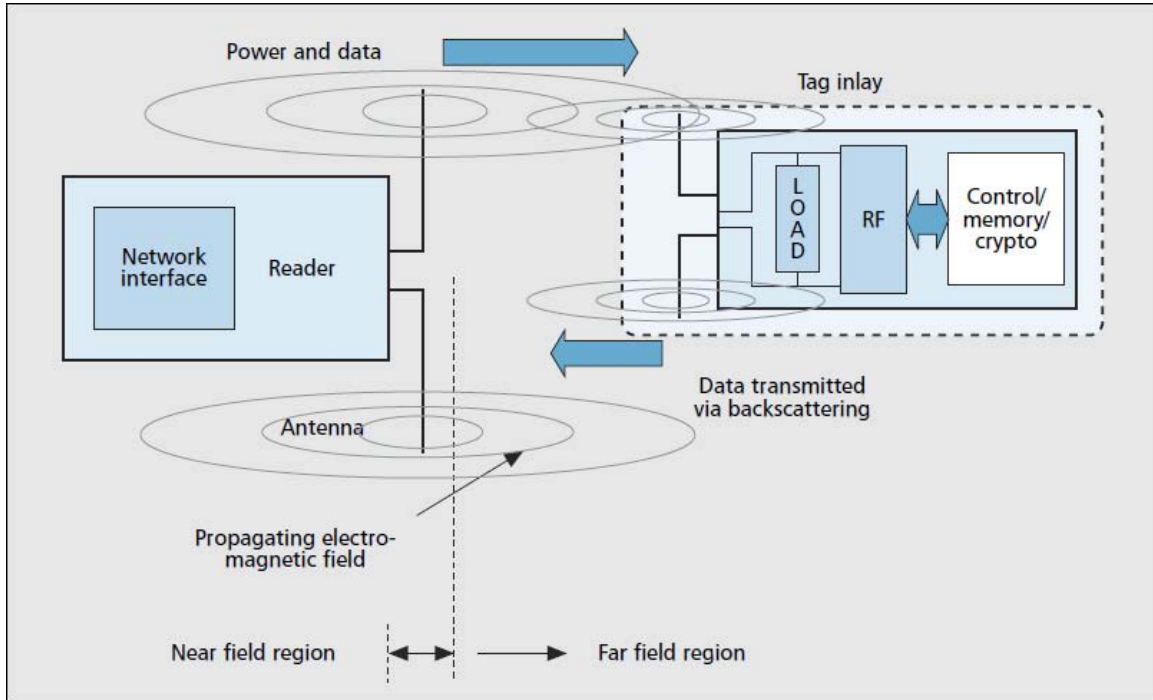 Power and data
Tag inlay
Network
interface
Reader
L
O
A
D
RF
Control/
memory/
crypto
Data transmitted
via backscattering
Antenna
Propagating electro-
magnetic field
Near field region
Far field region